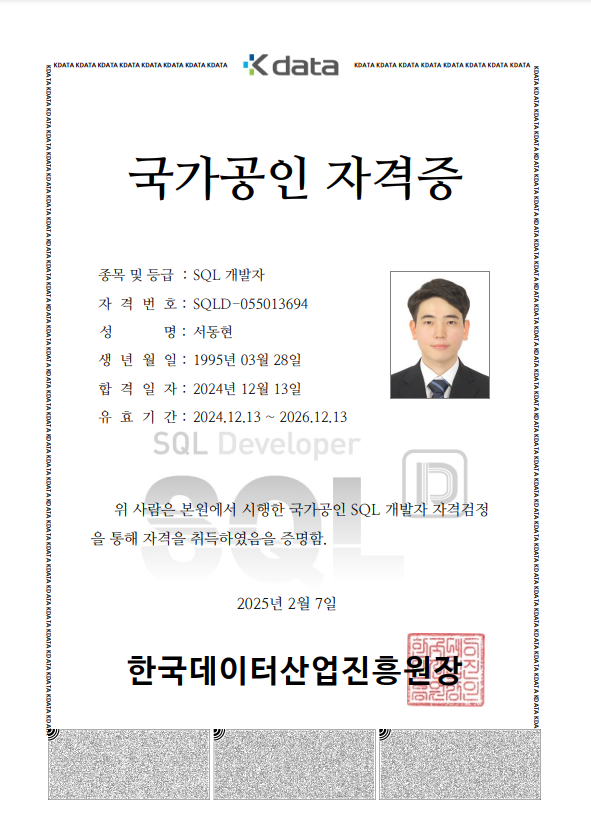 KDATA KDATA KDATA KDATA KDATA KDATA KDATA KDATA
K data
KDATA KDATA KDATA KDATA KDATA KDATA KDATA KDATA
국가공인 자격증
종목 및 등급 : SQL 개발자
자 격 번 호 : SQLD-055013694
성 명 : 서동현
생 년 월 일 : 1995년 03월 28일
합 격 일 자 : 2024년 12월 13일
유 효 기 간 : 2024.12.13 ~ 2026.12.13
SQL Developer
SQL D
위 사람은 본원에서 시행한 국가공인 SQL 개발자 자격검정
을 통해 자격을 취득하였음을 증명함.
2025년 2월 7일
한국데이터산업진흥원장